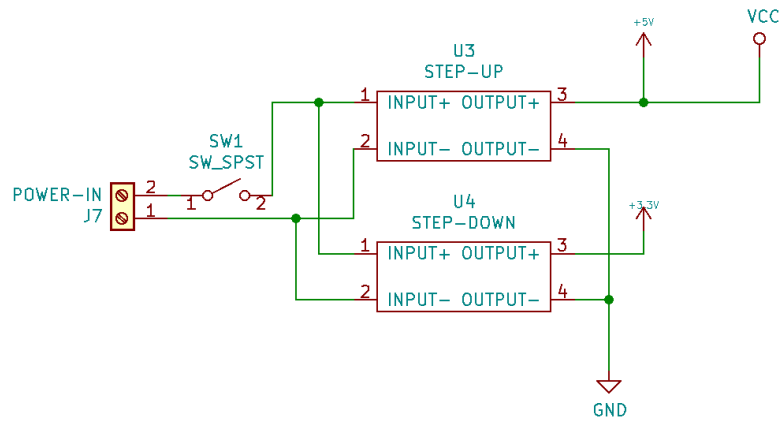 VCC
+5V
U3
STEP-UP
1 INPUT+ OUTPUT+ 3
2 INPUT- OUTPUT- 4
SW1
SW_SPST
POWER-IN 2
1 2
J7 1
U4
STEP-DOWN
+3.3V
1 INPUT+ OUTPUT+ 3
2 INPUT- OUTPUT- 4
GND